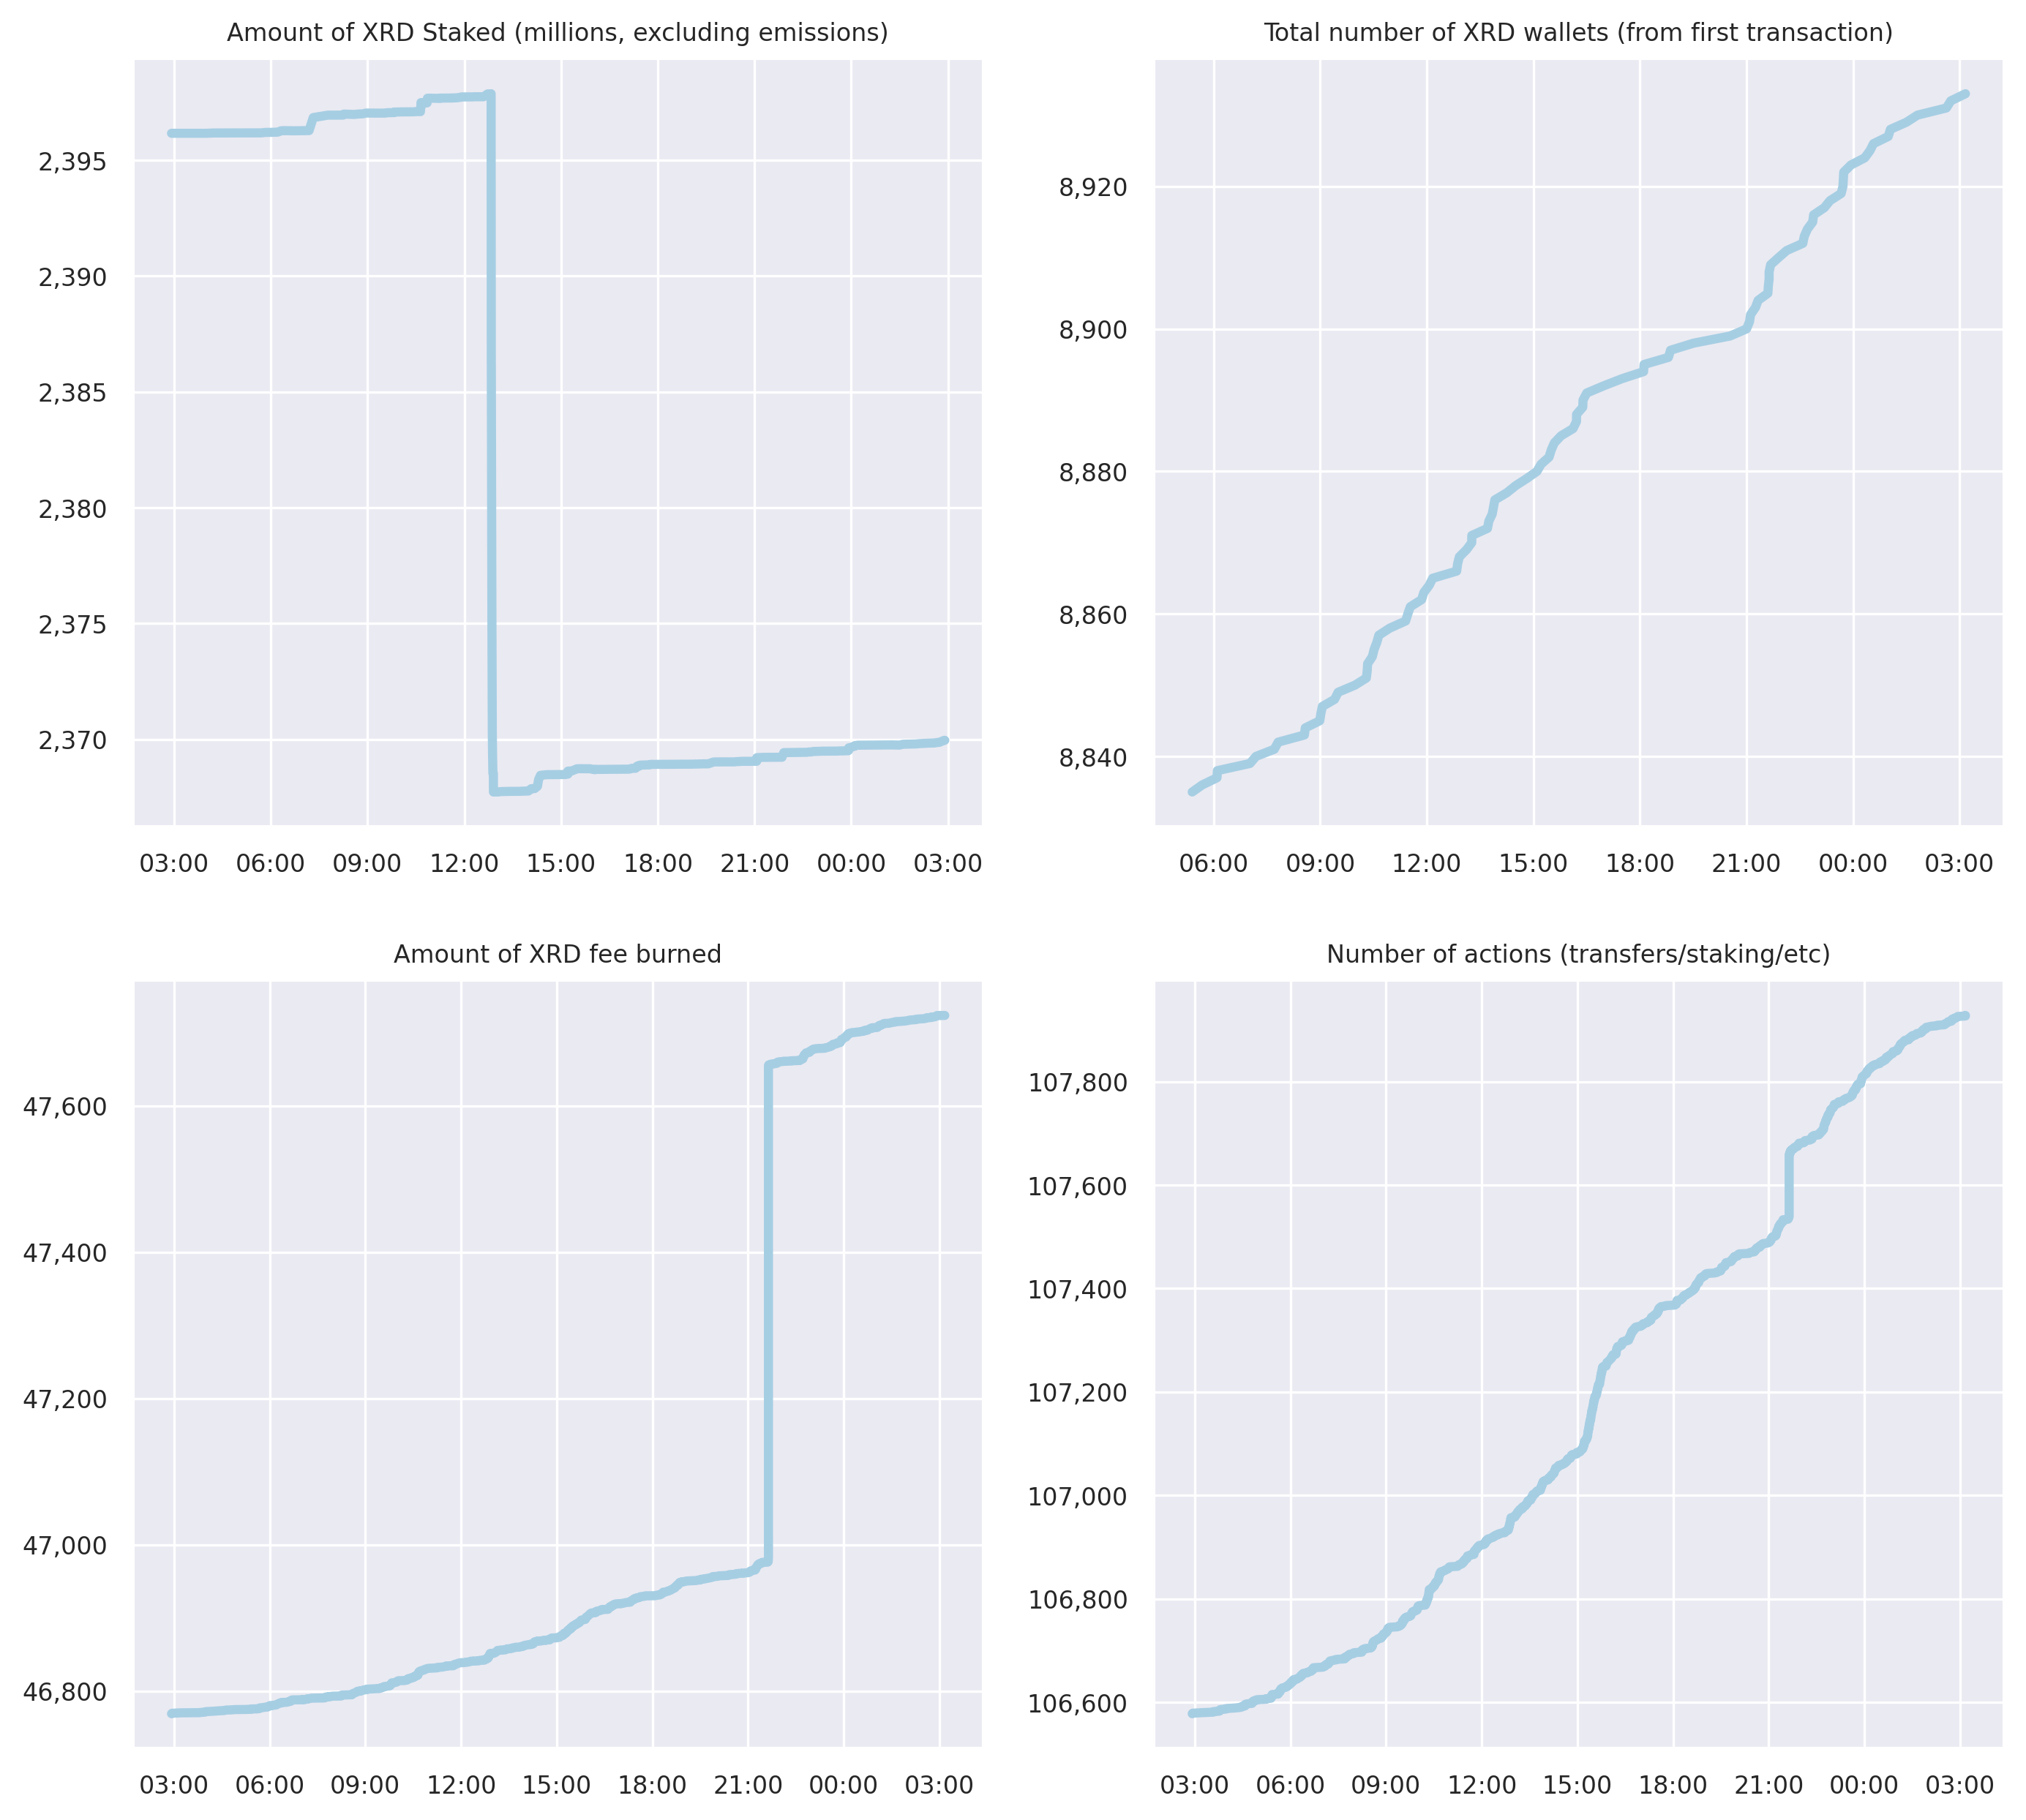 Amount of XRD Staked (millions, excluding emissions)
2,395
2,390
2,385
2,380
2,375
2,370
03:00 06:00 09:00 12:00 15:00 18:00 21:00 00:00 03:00
Total number of XRD wallets (from first transaction)
8,920
8,900
8,880
8,860
8,840
06:00 09:00 12:00 15:00 18:00 21:00 00:00 03:00
Amount of XRD fee burned
47,600
47,400
47,200
47,000
46,800
03:00 06:00 09:00 12:00 15:00 18:00 21:00 00:00 03:00
Number of actions (transfers/staking/etc)
107,800
107,600
107,400
107,200
107,000
106,800
106,600
03:00 06:00 09:00 12:00 15:00 18:00 21:00 00:00 03:00